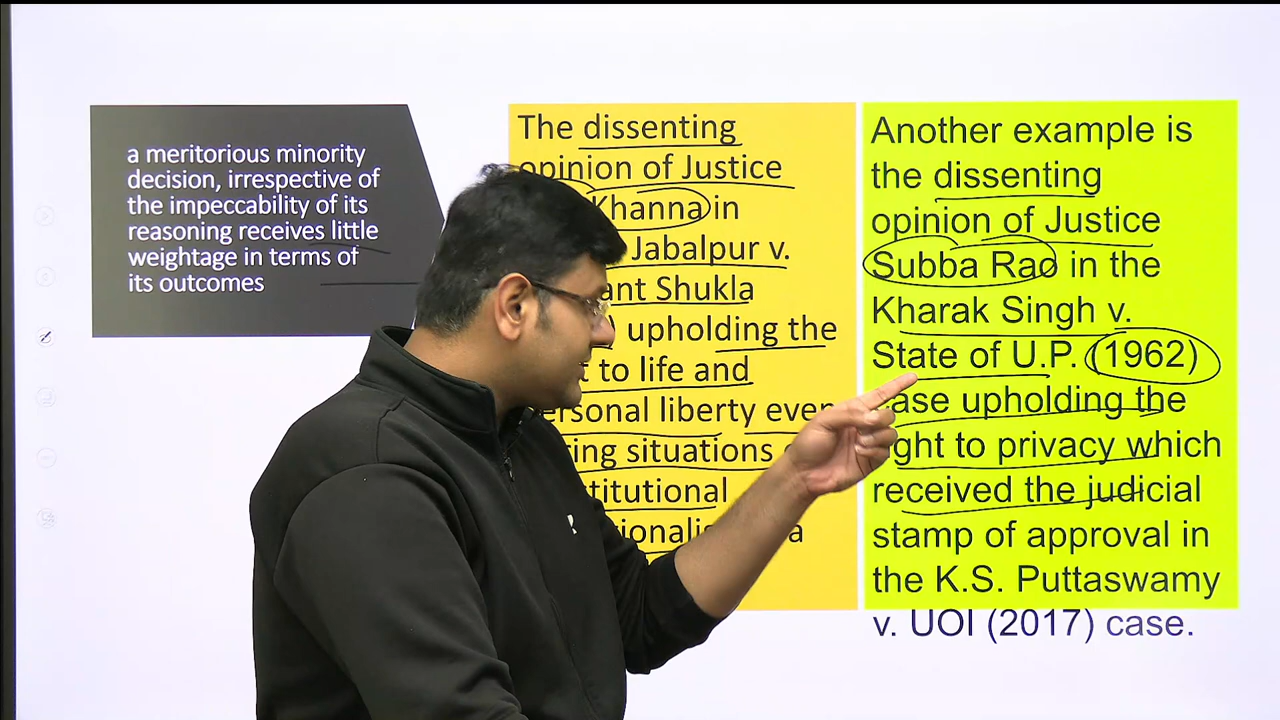 a meritorious minority
decision, irrespective of
the impeccability of its
reasoning receives little
weightage in terms of
its outcomes
The dissenting
opinion of Justice
Khanna in
Jabalpur v.
Shukla
upholding the
to life and
personal liberty even
situations
Another example is
the dissenting
opinion of Justice
Subba Rao in the
Kharak Singh v.
State of U.P. (1962)
case upholding the
right to privacy which
received the judicial
stamp of approval in
the K.S. Puttaswamy
v. UOI (2017) case.